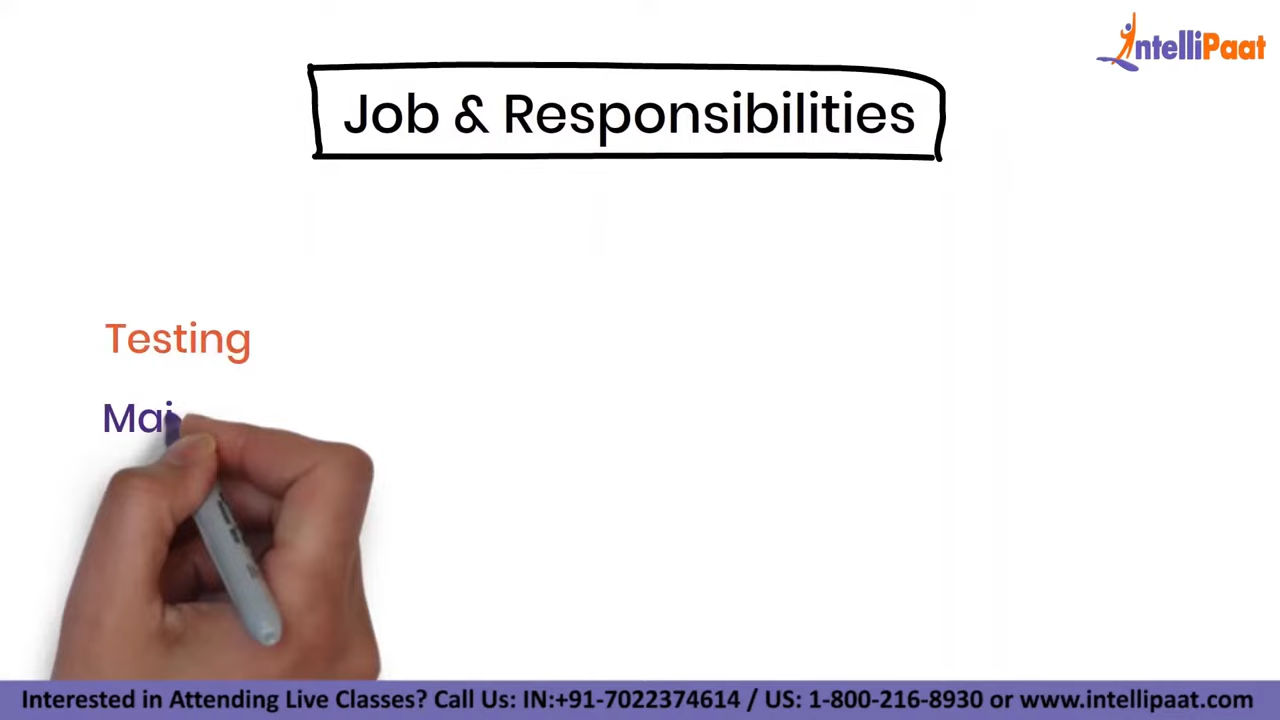 IntelliPaat
Job & Responsibilities
Testing
Mai
Interested in Attending Live Classes? Call Us: IN:+91-7022374614 / US: 1-800-216-8930 or www.intellipaat.com